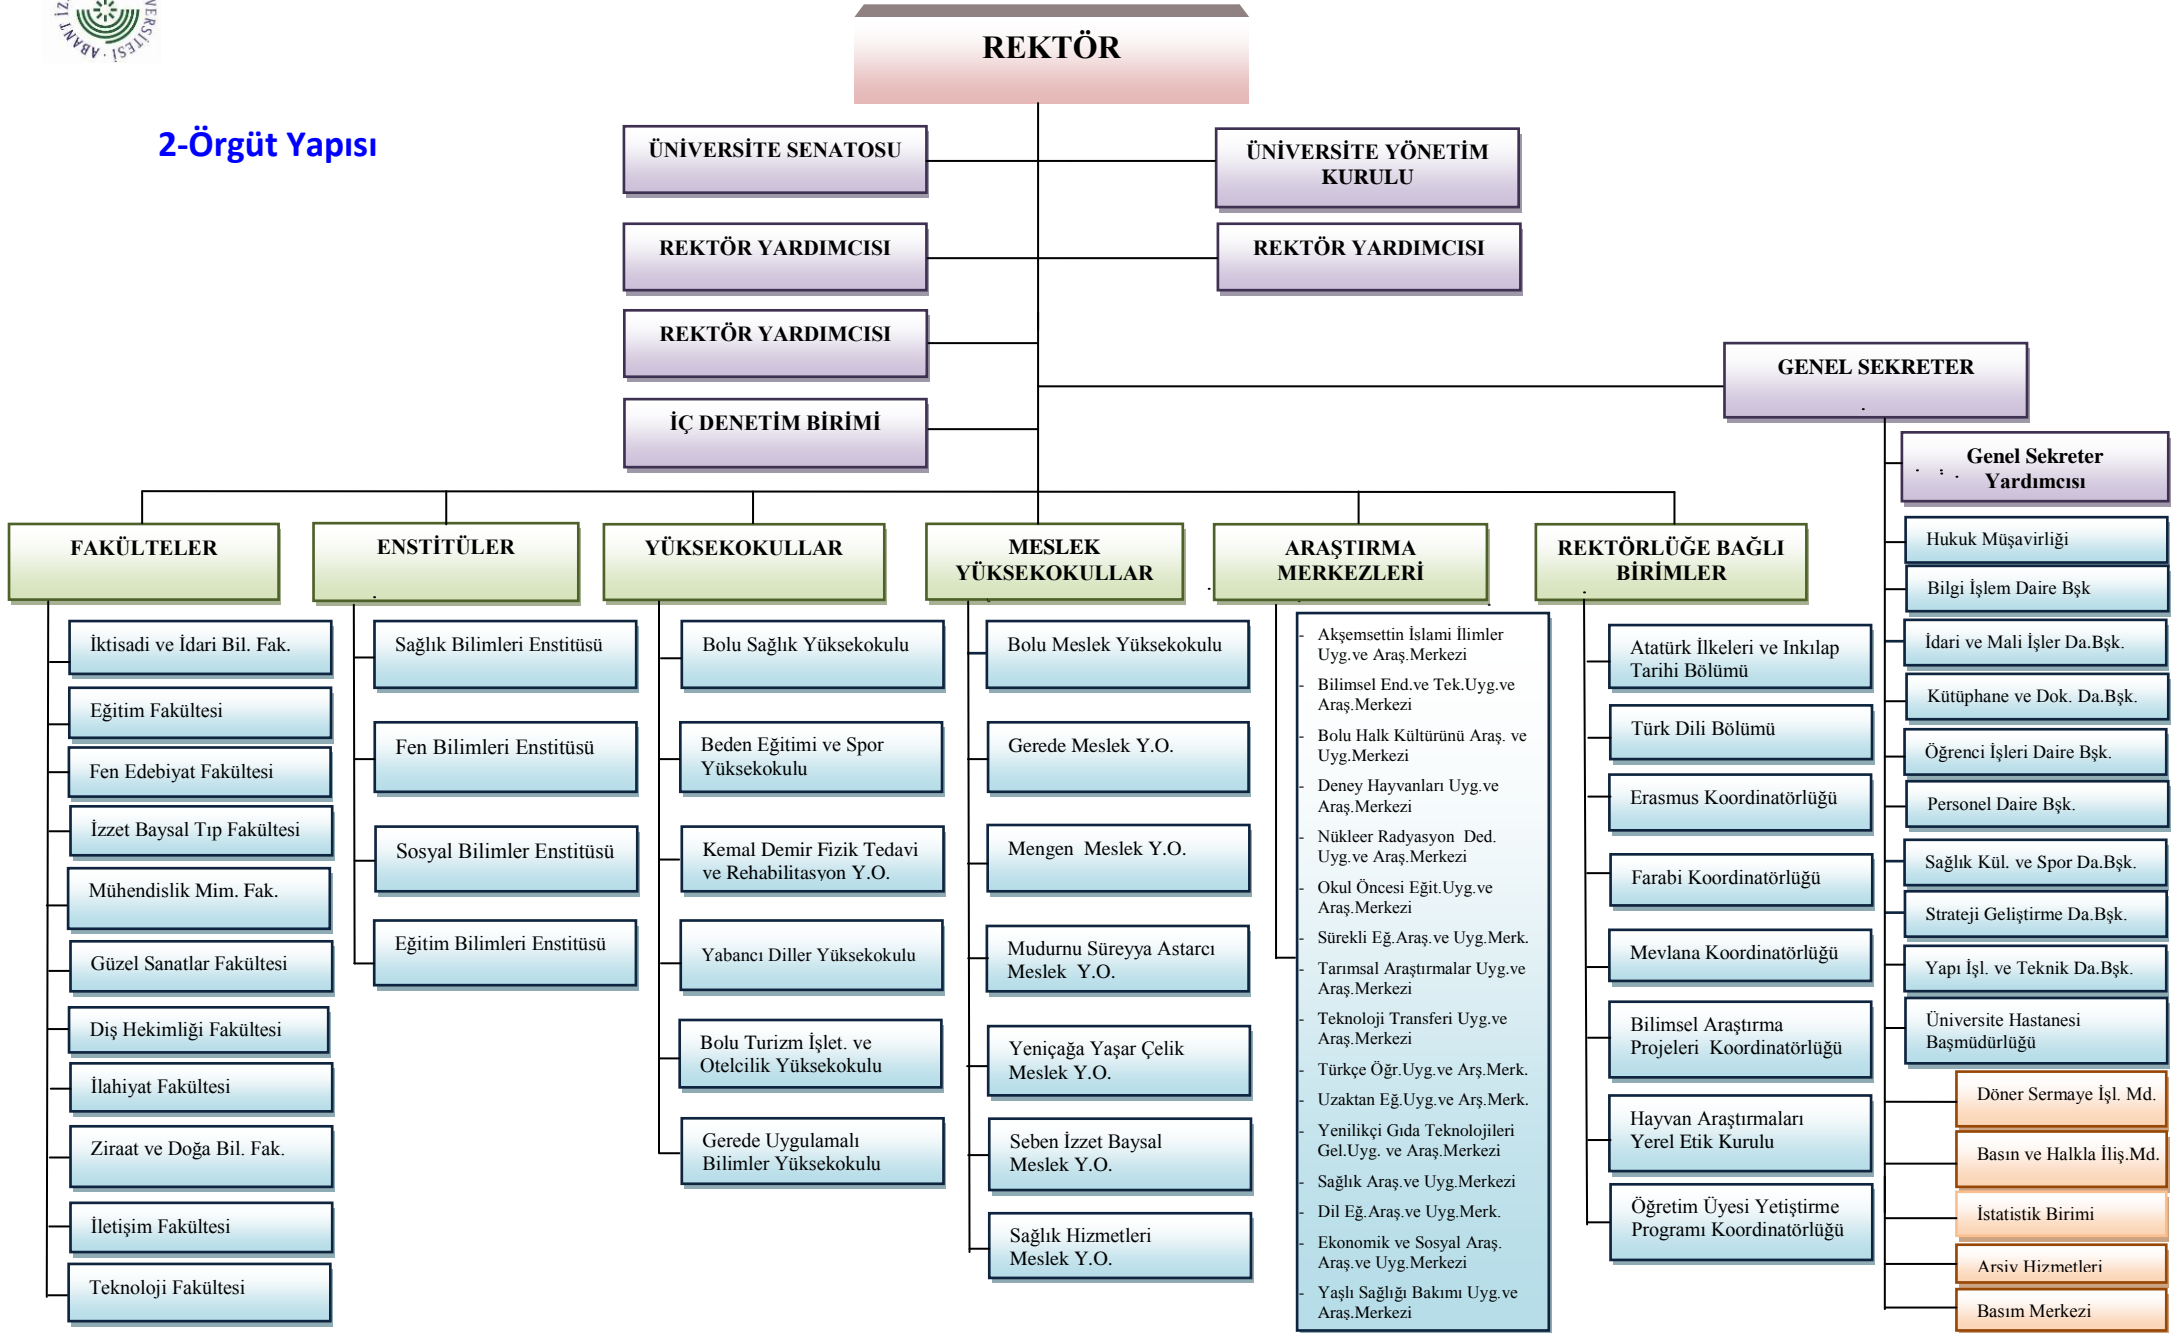 ABANT İZ
VERSİTESİ
REKTÖR
2-Örgüt Yapısı
ÜNİVERSİTE SENATOSU
ÜNİVERSİTE YÖNETİM
KURULU
REKTÖR YARDIMCISI
REKTÖR YARDIMCISI
REKTÖR YARDIMCISI
GENEL SEKRETER
İÇ DENETİM BİRİMİ
Genel Sekreter
Yardımcısı
FAKÜLTELER
İktisadi ve İdari Bil. Fak.
Eğitim Fakültesi
Fen Edebiyat Fakültesi
İzzet Baysal Tıp Fakültesi
Mühendislik Mim. Fak.
Güzel Sanatlar Fakültesi
Diş Hekimliği Fakültesi
İlahiyat Fakültesi
Ziraat ve Doğa Bil. Fak.
İletişim Fakültesi
Teknoloji Fakültesi
ENSTİTÜLER
Sağlık Bilimleri Enstitüsü
Fen Bilimleri Enstitüsü
Sosyal Bilimler Enstitüsü
Eğitim Bilimleri Enstitüsü
YÜKSEKOKULLAR
Bolu Sağlık Yüksekokulu
Beden Eğitimi ve Spor
Yüksekokulu
Kemal Demir Fizik Tedavi
ve Rehabilitasyon Y.O.
Yabancı Diller Yüksekokulu
Bolu Turizm İşlet. ve
Otelcilik Yüksekokulu
Gerede Uygulamalı
Bilimler Yüksekokulu
MESLEK
YÜKSEKOKULLAR
Bolu Meslek Yüksekokulu
Gerede Meslek Y.O.
Mengen  Meslek Y.O.
Mudurnu Süreyya Astarcı
Meslek  Y.O.
Yeniçağa Yaşar Çelik
Meslek Y.O.
Seben İzzet Baysal
Meslek Y.O.
Sağlık Hizmetleri
Meslek Y.O.
ARAŞTIRMA
MERKEZLERİ
- Akşemsettin İslami İlimler
Uyg.ve Araş.Merkezi
- Bilimsel End.ve Tek.Uyg.ve
Araş.Merkezi
- Bolu Halk Kültürünü Araş. ve
Uyg.Merkezi
- Deney Hayvanları Uyg.ve
Araş.Merkezi
- Nükleer Radyasyon  Ded.
Uyg.ve Araş.Merkezi
- Okul Öncesi Eğit.Uyg.ve
Araş.Merkezi
- Sürekli Eğ.Araş.ve Uyg.Merk.
- Tarımsal Araştırmalar Uyg.ve
Araş.Merkezi
- Teknoloji Transferi Uyg.ve
Araş.Merkezi
- Türkçe Öğr.Uyg.ve Arş.Merk.
- Uzaktan Eğ.Uyg.ve Arş.Merk.
- Yenilikçi Gıda Teknolojileri
Gel.Uyg. ve Araş.Merkezi
- Sağlık Araş.ve Uyg.Merkezi
- Dil Eğ.Araş.ve Uyg.Merk.
- Ekonomik ve Sosyal Araş.
Araş.ve Uyg.Merkezi
- Yaşlı Sağlığı Bakımı Uyg.ve
Araş.Merkezi
REKTÖRLÜĞE BAĞLI
BİRİMLER
Atatürk İlkeleri ve Inkılap
Tarihi Bölümü
Türk Dili Bölümü
Erasmus Koordinatörlüğü
Farabi Koordinatörlüğü
Mevlana Koordinatörlüğü
Bilimsel Araştırma
Projeleri  Koordinatörlüğü
Hayvan Araştırmaları
Yerel Etik Kurulu
Öğretim Üyesi Yetiştirme
Programı Koordinatörlüğü
Hukuk Müşavirliği
Bilgi İşlem Daire Bşk
İdari ve Mali İşler Da.Bşk.
Kütüphane ve Dok. Da.Bşk.
Öğrenci İşleri Daire Bşk.
Personel Daire Bşk.
Sağlık Kül. ve Spor Da.Bşk.
Strateji Geliştirme Da.Bşk.
Yapı İşl. ve Teknik Da.Bşk.
Üniversite Hastanesi
Başmüdürlüğü
Döner Sermaye İşl. Md.
Basın ve Halkla İliş.Md.
İstatistik Birimi
Arşiv Hizmetleri
Basım Merkezi